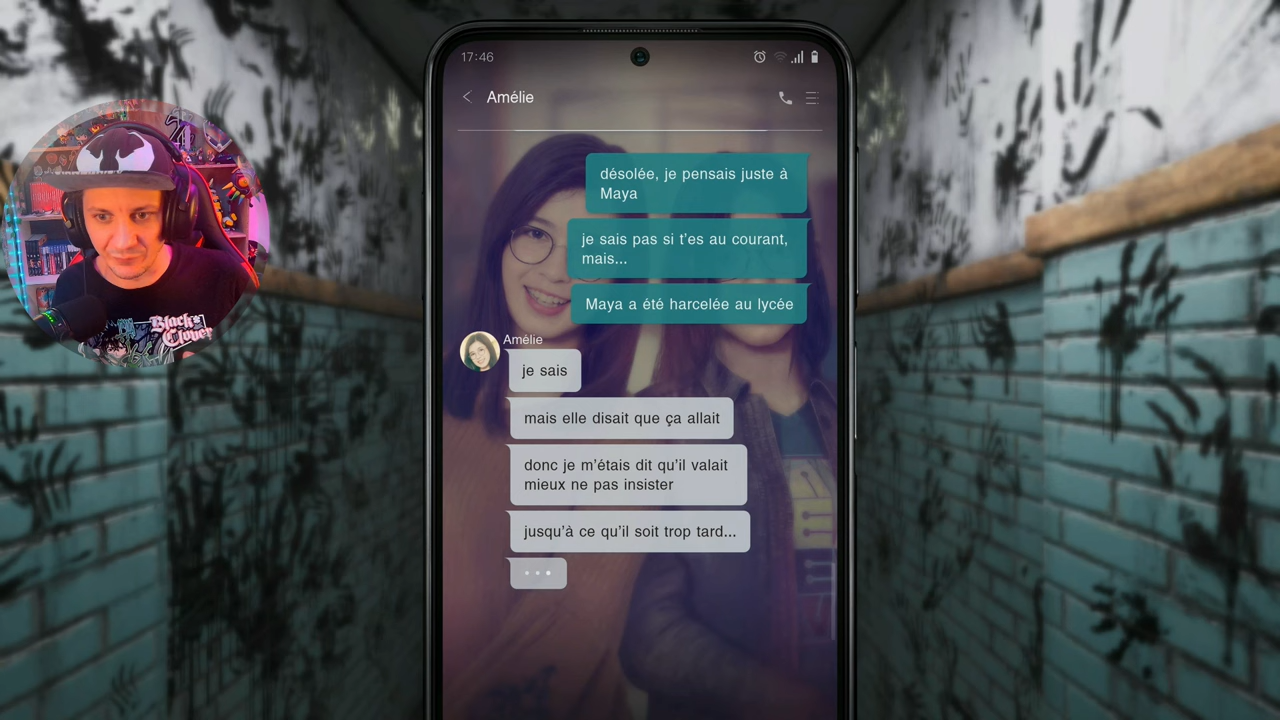 17:46
Amélie
désolée, je pensais juste à
Maya
je sais pas si t'es au courant,
mais...
Maya a été harcelée au lycée
Amélie
je sais
mais elle disait que ça allait
donc je m'étais dit qu'il valait
mieux ne pas insister
jusqu'à ce qu'il soit trop tard...
Black
Clover